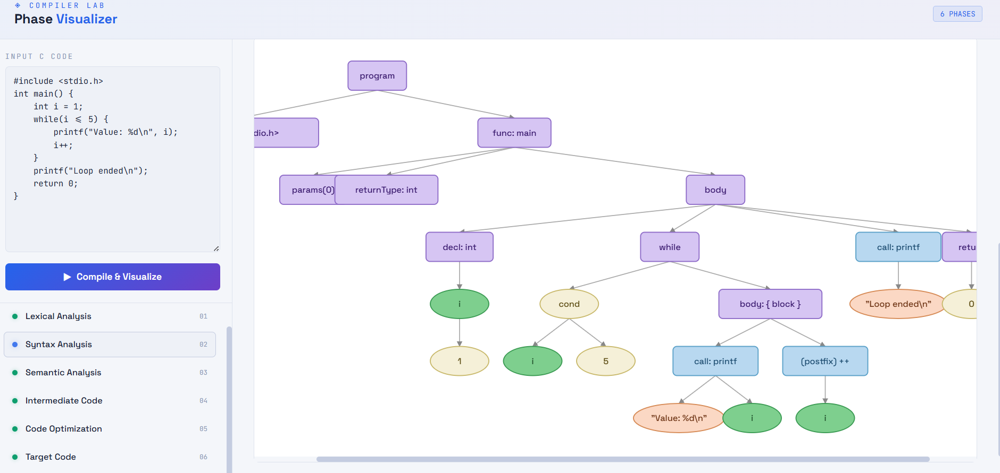 ◈ COMPILER LAB
Phase Visualizer
6 PHASES
INPUT C CODE
#include <stdio.h>
int main() {
    int i = 1;
    while(i <= 5) {
        printf("Value: %d\n", i);
        i++;
    }
    printf("Loop ended\n");
    return 0;
}
▶ Compile & Visualize
Lexical Analysis 01
Syntax Analysis 02
Semantic Analysis 03
Intermediate Code 04
Code Optimization 05
Target Code 06
program
dio.h>
func: main
params(0)
returnType: int
body
decl: int
while
call: printf
retu
i
cond
body: { block }
"Loop ended\n"
0
1
i
5
call: printf
(postfix) ++
"Value: %d\n"
i
i